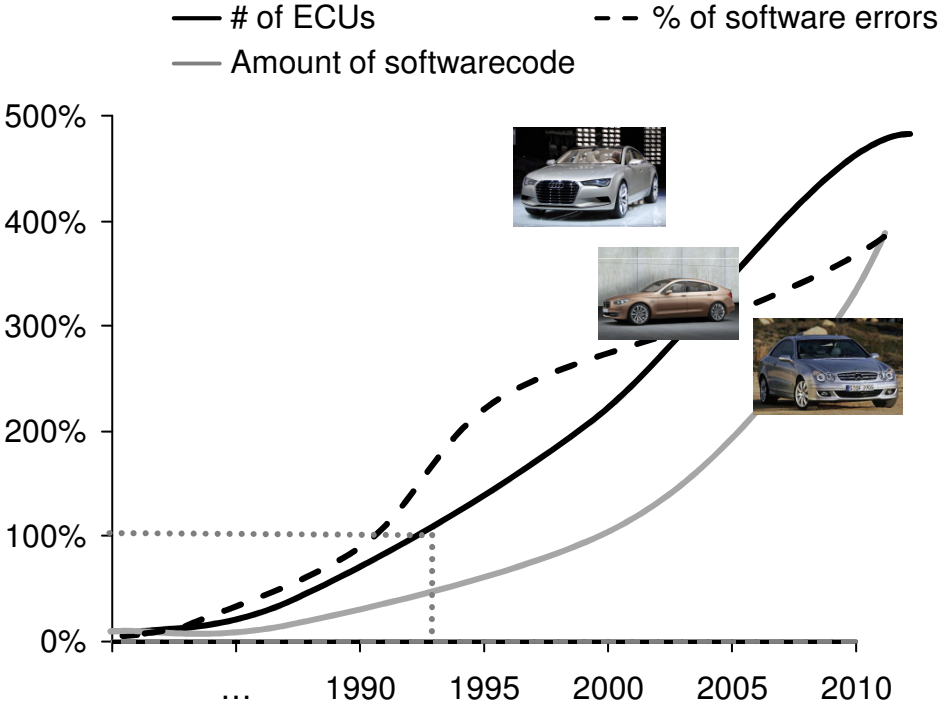 # of ECUs
% of software errors
Amount of softwarecode
500%
400%
300%
200%
100%
0%
... 1990 1995 2000 2005 2010